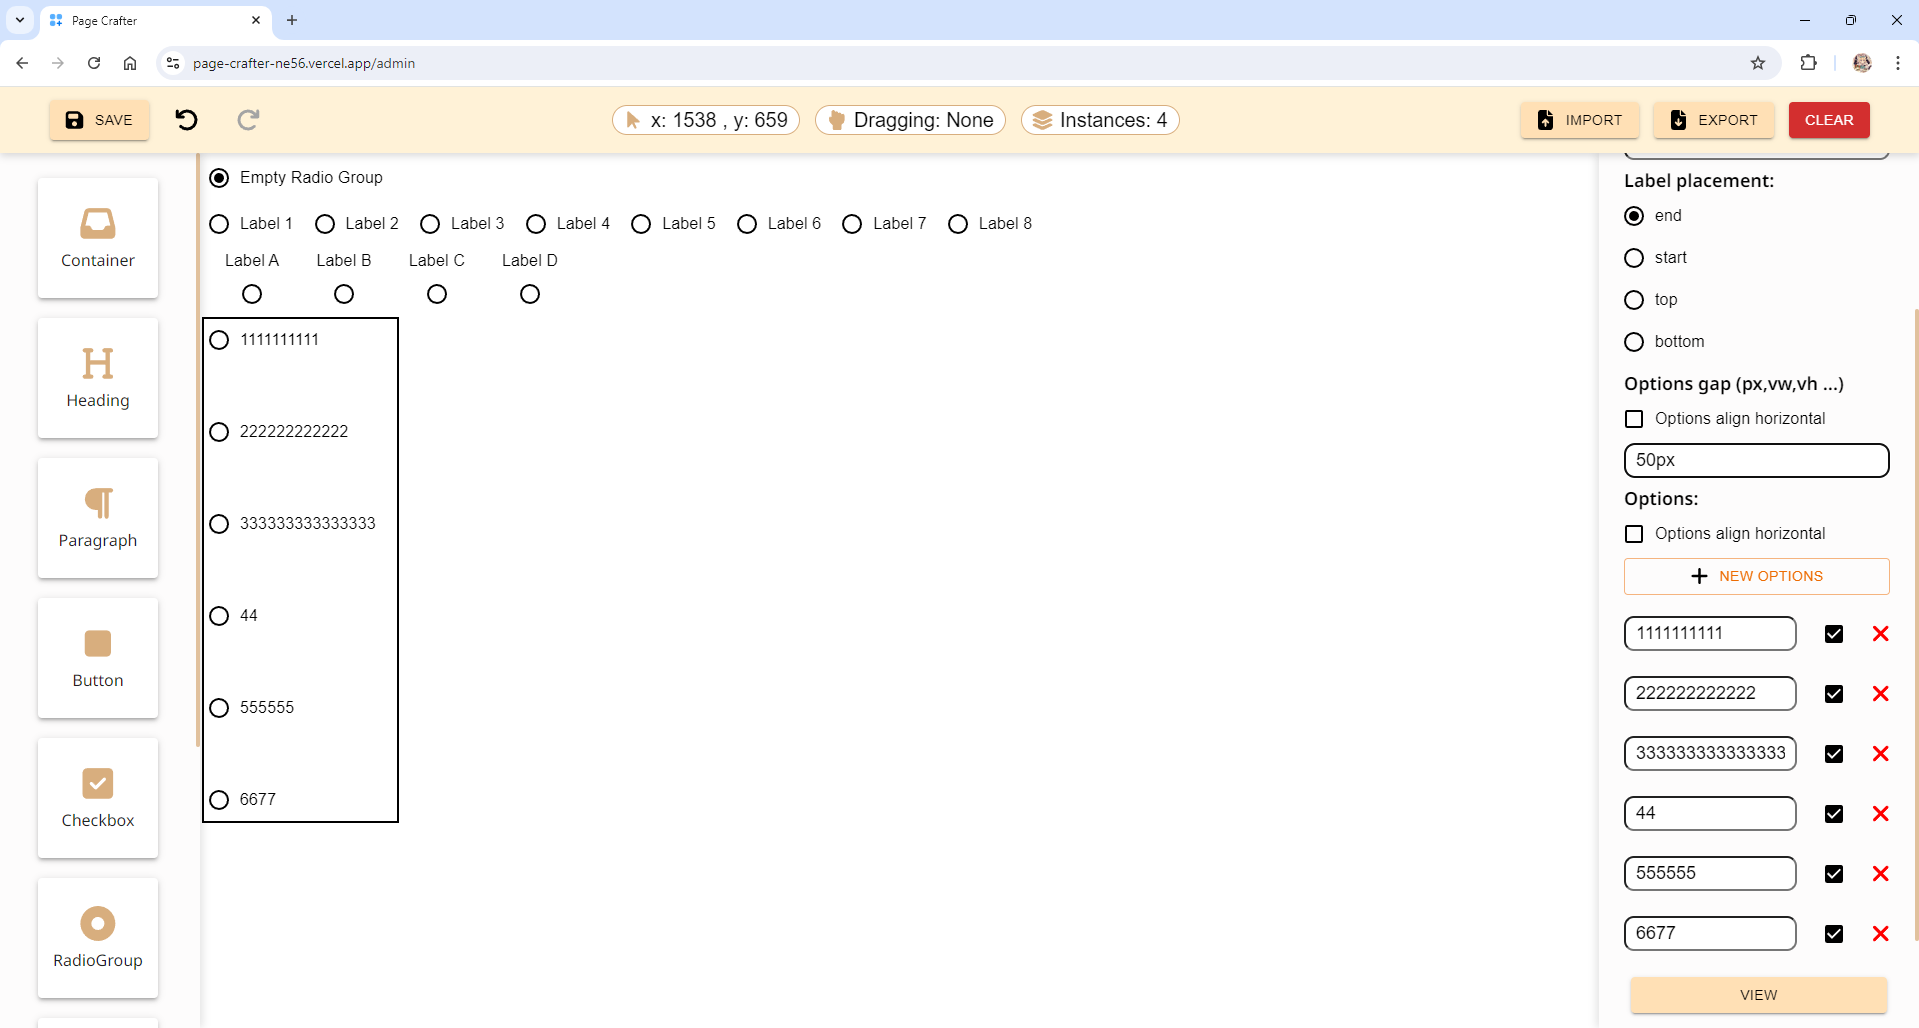 Page Crafter
page-crafter-ne56.vercel.app/admin
SAVE
x: 1538 , y: 659
Dragging: None
Instances: 4
IMPORT
EXPORT
CLEAR
Container
Heading
Paragraph
Button
Checkbox
RadioGroup
Empty Radio Group
Label 1 Label 2 Label 3 Label 4 Label 5 Label 6 Label 7 Label 8
Label A Label B Label C Label D
1111111111
222222222222
333333333333333
44
555555
6677
Label placement:
end
start
top
bottom
Options gap (px,vw,vh ...)
Options align horizontal
50px
Options:
Options align horizontal
NEW OPTIONS
1111111111
222222222222
333333333333333
44
555555
6677
VIEW